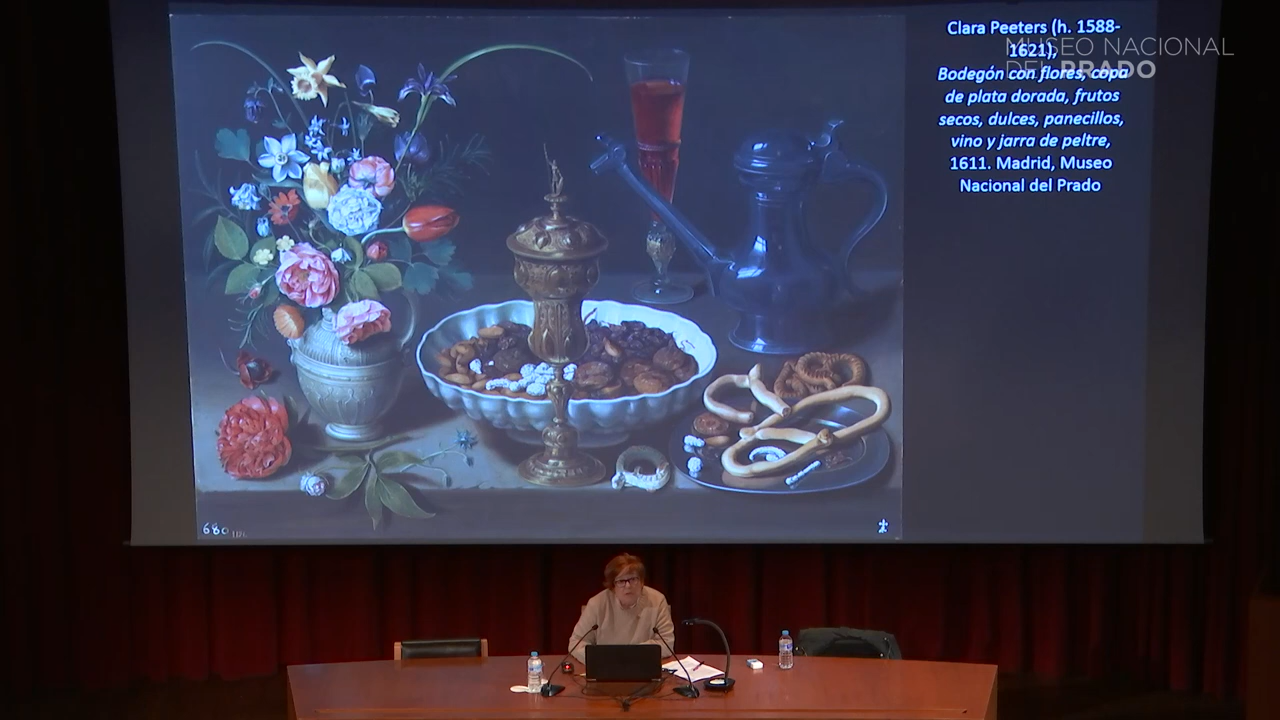 Clara Peeters (h. 1588-
1621),
Bodegón con flores, copa
de plata dorada, frutos
secos, dulces, panecillos,
vino y jarra de peltre,
1611. Madrid, Museo
Nacional del Prado
MUSEO NACIONAL
DEL PRADO
680